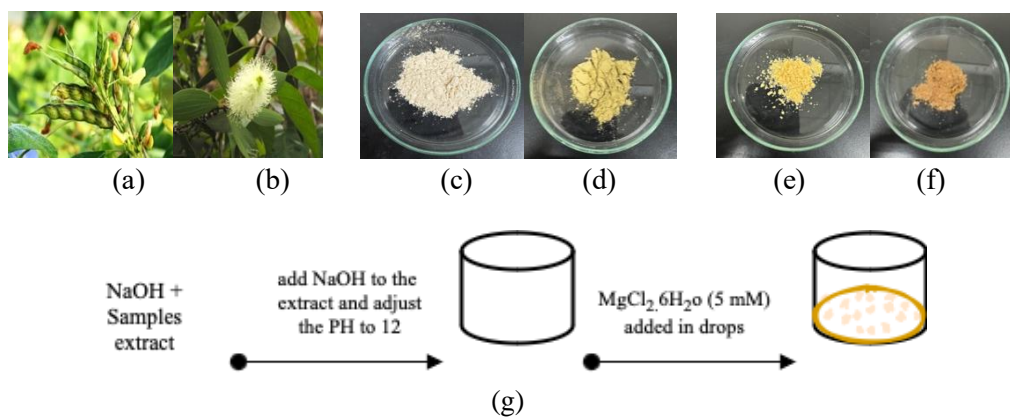 (a)
(b)
(c)
(d)
(e)
(f)
NaOH +
Samples
extract
add NaOH to the
extract and adjust
the PH to 12
MgCl2.6H2o (5 mM)
added in drops
(g)